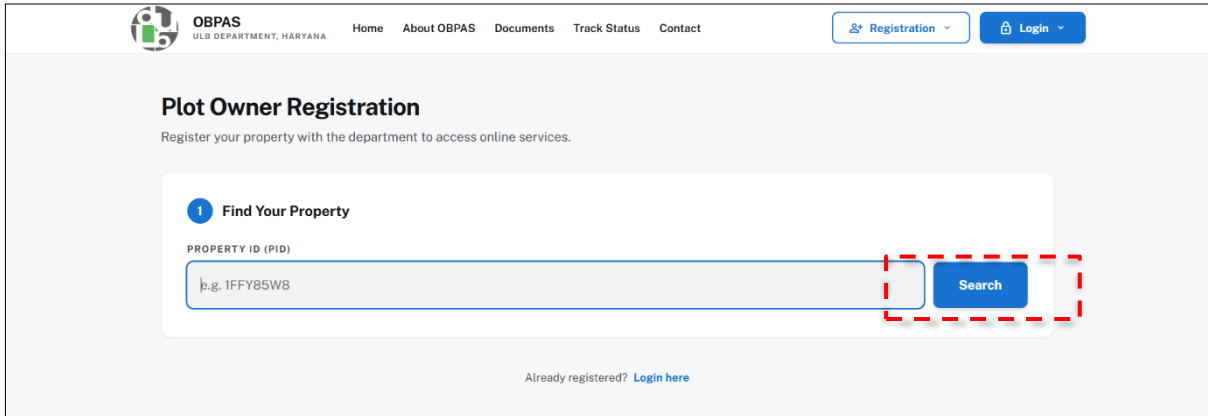 OBPAS
ULB DEPARTMENT, HARYANA
Home About OBPAS Documents Track Status Contact
Registration
Login
Plot Owner Registration
Register your property with the department to access online services.
1 Find Your Property
PROPERTY ID (PID)
e.g. 1FFY85W8
Search
Already registered? Login here